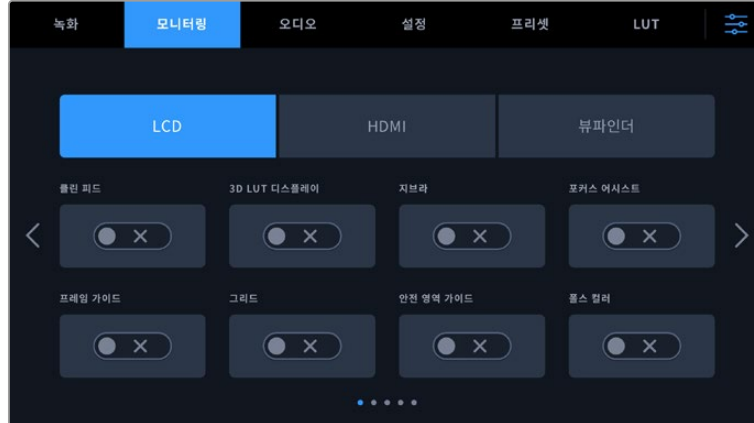 녹화 모니터링 오디오 설정 프리셋 LUT
LCD HDMI 뷰파인더
클린 피드 3D LUT 디스플레이 지브라 포커스 어시스트
프레임 가이드 그리드 안전 영역 가이드 폴스 컬러